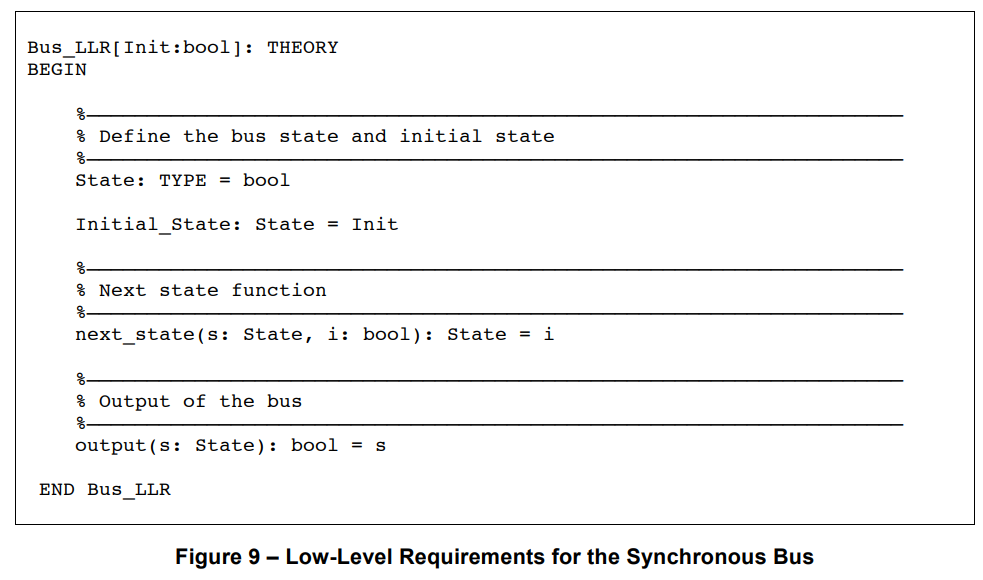 Bus_LLR[Init:bool]: THEORY
BEGIN
%————————————————————————————————————
% Define the bus state and initial state
%————————————————————————————————————
State: TYPE = bool
Initial_State: State = Init
%————————————————————————————————————
% Next state function
%————————————————————————————————————
next_state(s: State, i: bool): State = i
%————————————————————————————————————
% Output of the bus
%————————————————————————————————————
output(s: State): bool = s
END Bus_LLR
Figure 9 – Low-Level Requirements for the Synchronous Bus